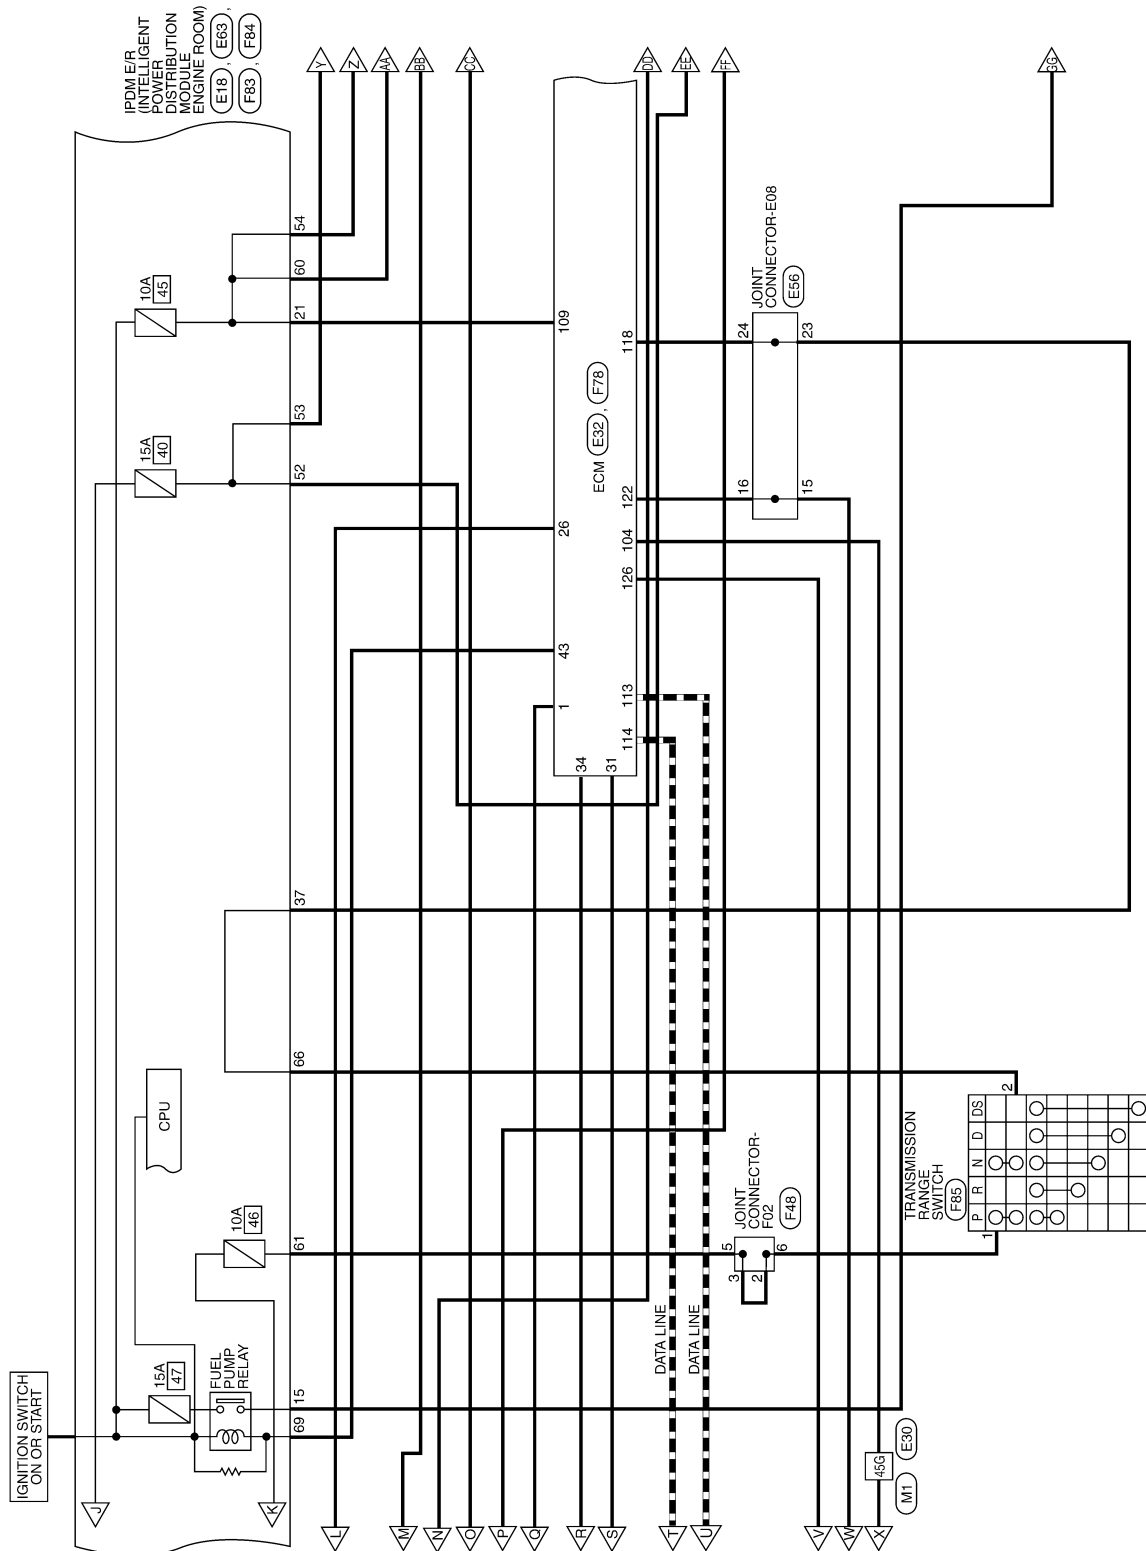 IPDM E/R
(INTELLIGENT
POWER
DISTRIBUTION
MODULE
ENGINE ROOM)
E18 , E63 ,
F83 , F84
Y
Z
AA
BB
CC
DD
EE
FF
GG
54
60
21
53
52
37
66
61
15
69
10A
45
15A
40
CPU
10A
46
15A
47
FUEL
PUMP
RELAY
IGNITION SWITCH
ON OR START
J
K
109
26
43
1
34
31
ECM E32 , F78
118
122
104
126
113
114
JOINT
CONNECTOR-E08
E56
24
23
16
15
JOINT
CONNECTOR-
F02
F48
5
3
2
6
DATA LINE
DATA LINE
TRANSMISSION
RANGE
SWITCH
F85
1
2
P
R
N
D
DS
45G
M1
E30
L
M
N
O
P
Q
R
S
T
U
V
W
X